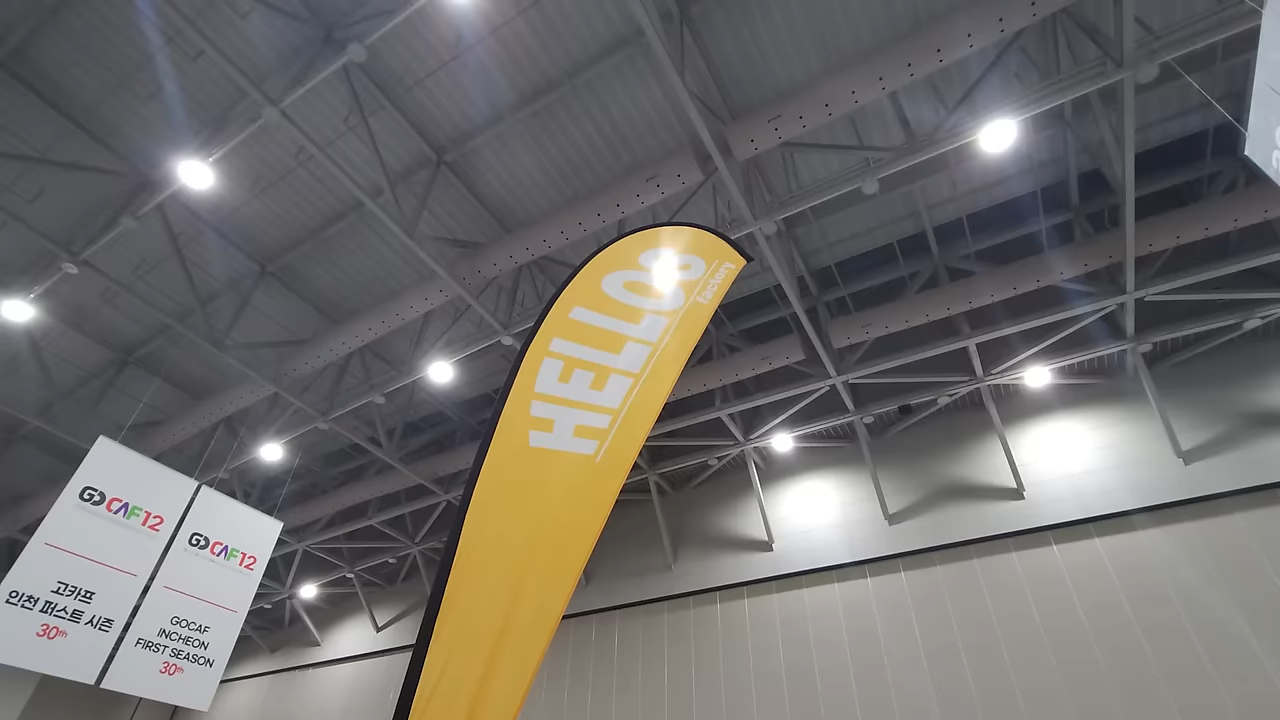 GOCAF12
고카프
인천 퍼스트 시즌
30th
GOCAF12
GOCAF
INCHEON
FIRST SEASON
30th
factory